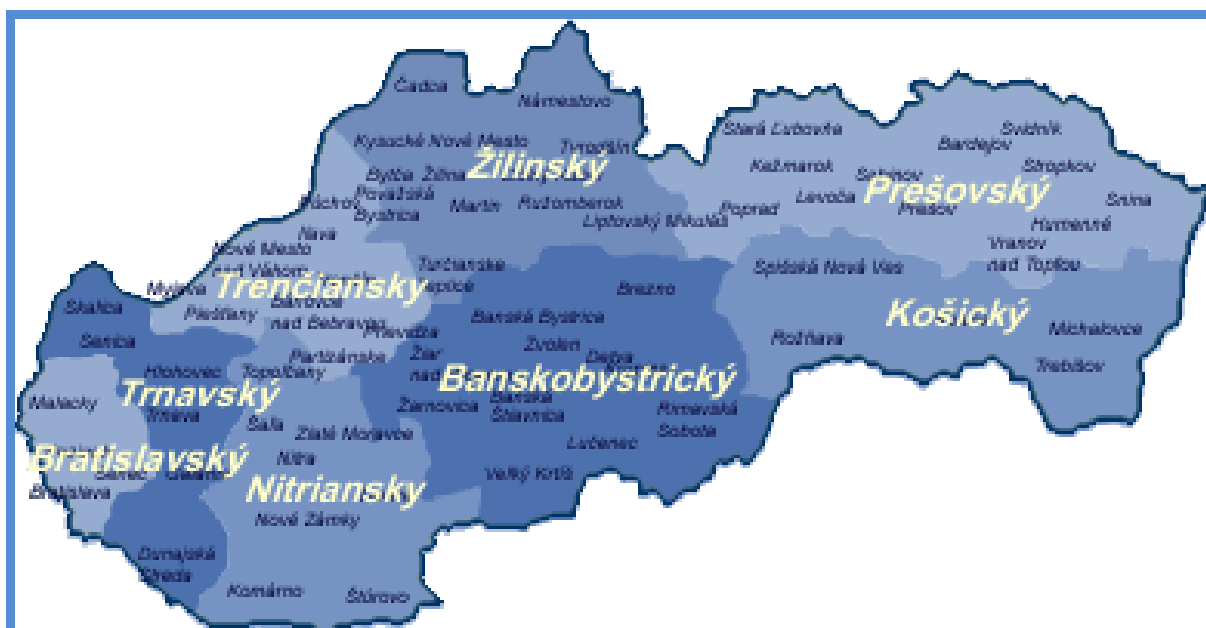 Čadca
Námestovo
Stará Ľubovňa
Svidník
Bardejov
Kysucké Nové Mesto
Tvrdošín
Žilinský
Kežmarok
Stropkov
Bytča
Žilina
Prešovský
Sabinov
Považská
Bystrica
Púchov
Martin
Ružomberok
Levoča
Prešov
Snina
Liptovský Mikuláš
Poprad
Humenné
Ilava
Vranov
nad Topľou
Nové Mesto
nad Váhom
Turčianske
Teplice
Spišská Nová Ves
Myjava
Trenčiansky
Bánovce
nad Bebravou
Brezno
Skalica
Piešťany
Banská Bystrica
Košický
Michalovce
Prievidza
Senica
Zvolen
Rožňava
Partizánske
Žiar
nad
Detva
Trebišov
Hlohovec
Topoľčany
Banskobystrický
Trnavský
Malacky
Trnava
Žarnovica
Banská
Štiavnica
Rimavská
Sobota
Šaľa
Zlaté Moravce
Lučenec
Bratislavský
Nitra
Veľký Krtíš
Senec
Galanta
Bratislava
Nitriansky
Nové Zámky
Dunajská
Streda
Komárno
Štúrovo